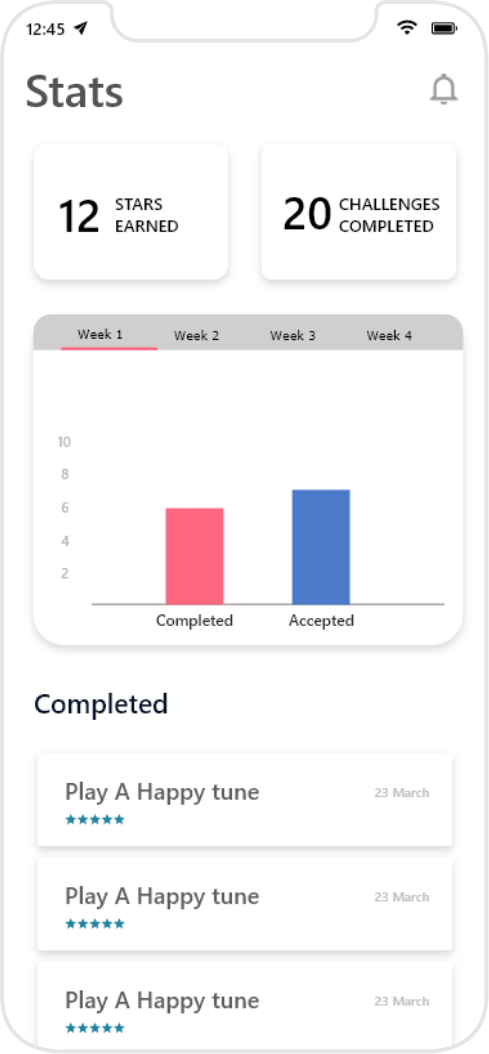 12:45
Stats
12 STARS EARNED
20 CHALLENGES COMPLETED
Week 1 Week 2 Week 3 Week 4
10
8
6
4
2
Completed Accepted
Completed
Play A Happy tune 23 March
Play A Happy tune 23 March
Play A Happy tune 23 March